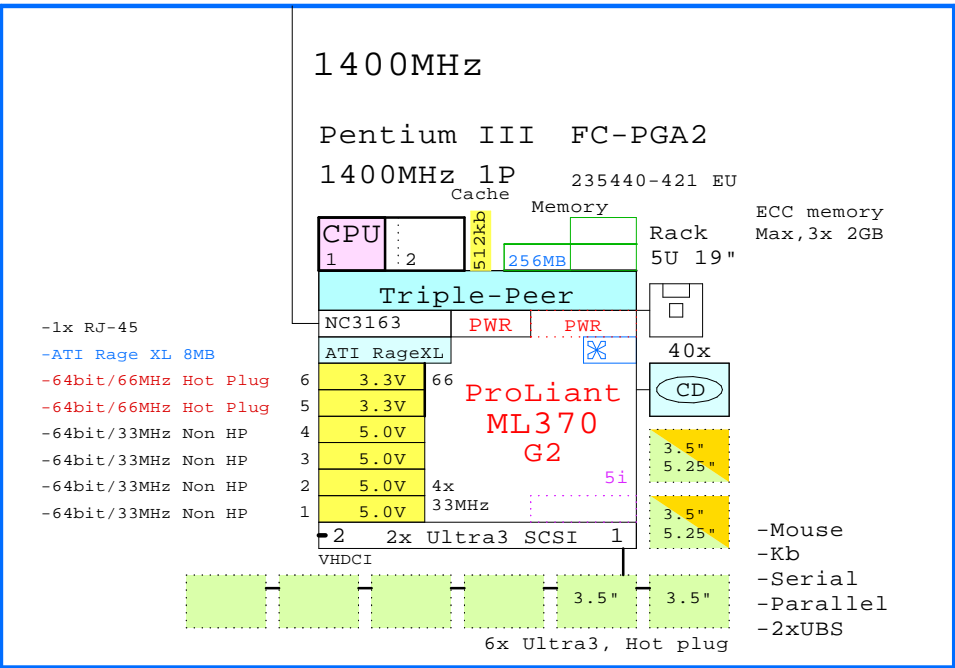 1400MHz
Pentium III FC-PGA2
1400MHz 1P 235440-421 EU
Cache
Memory
ECC memory
Max,3x 2GB
CPU
1
2
512kb
256MB
Rack
5U 19"
Triple-Peer
NC3163 PWR PWR
ATI RageXL
40x
CD
-1x RJ-45
-ATI Rage XL 8MB
-64bit/66MHz Hot Plug 6 3.3V 66
-64bit/66MHz Hot Plug 5 3.3V
-64bit/33MHz Non HP 4 5.0V
-64bit/33MHz Non HP 3 5.0V
-64bit/33MHz Non HP 2 5.0V 4x
-64bit/33MHz Non HP 1 5.0V 33MHz
ProLiant
ML370
G2
5i
3.5"
5.25"
3.5"
5.25"
-2 2x Ultra3 SCSI 1
VHDCI
3.5" 3.5"
6x Ultra3, Hot plug
-Mouse
-Kb
-Serial
-Parallel
-2xUBS